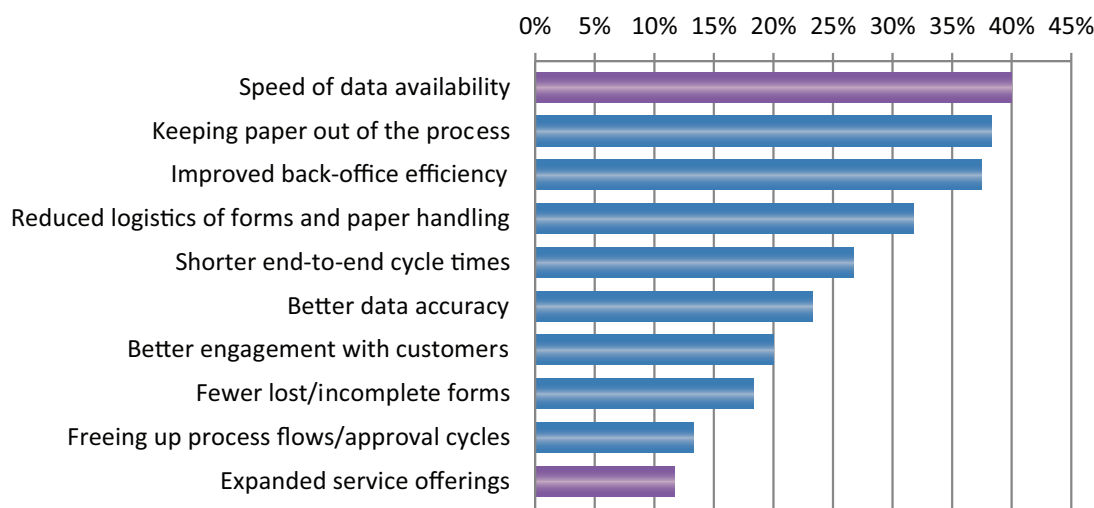 0% 5% 10% 15% 20% 25% 30% 35% 40% 45%
Speed of data availability
Keeping paper out of the process
Improved back-office efficiency
Reduced logistics of forms and paper handling
Shorter end-to-end cycle times
Better data accuracy
Better engagement with customers
Fewer lost/incomplete forms
Freeing up process flows/approval cycles
Expanded service offerings